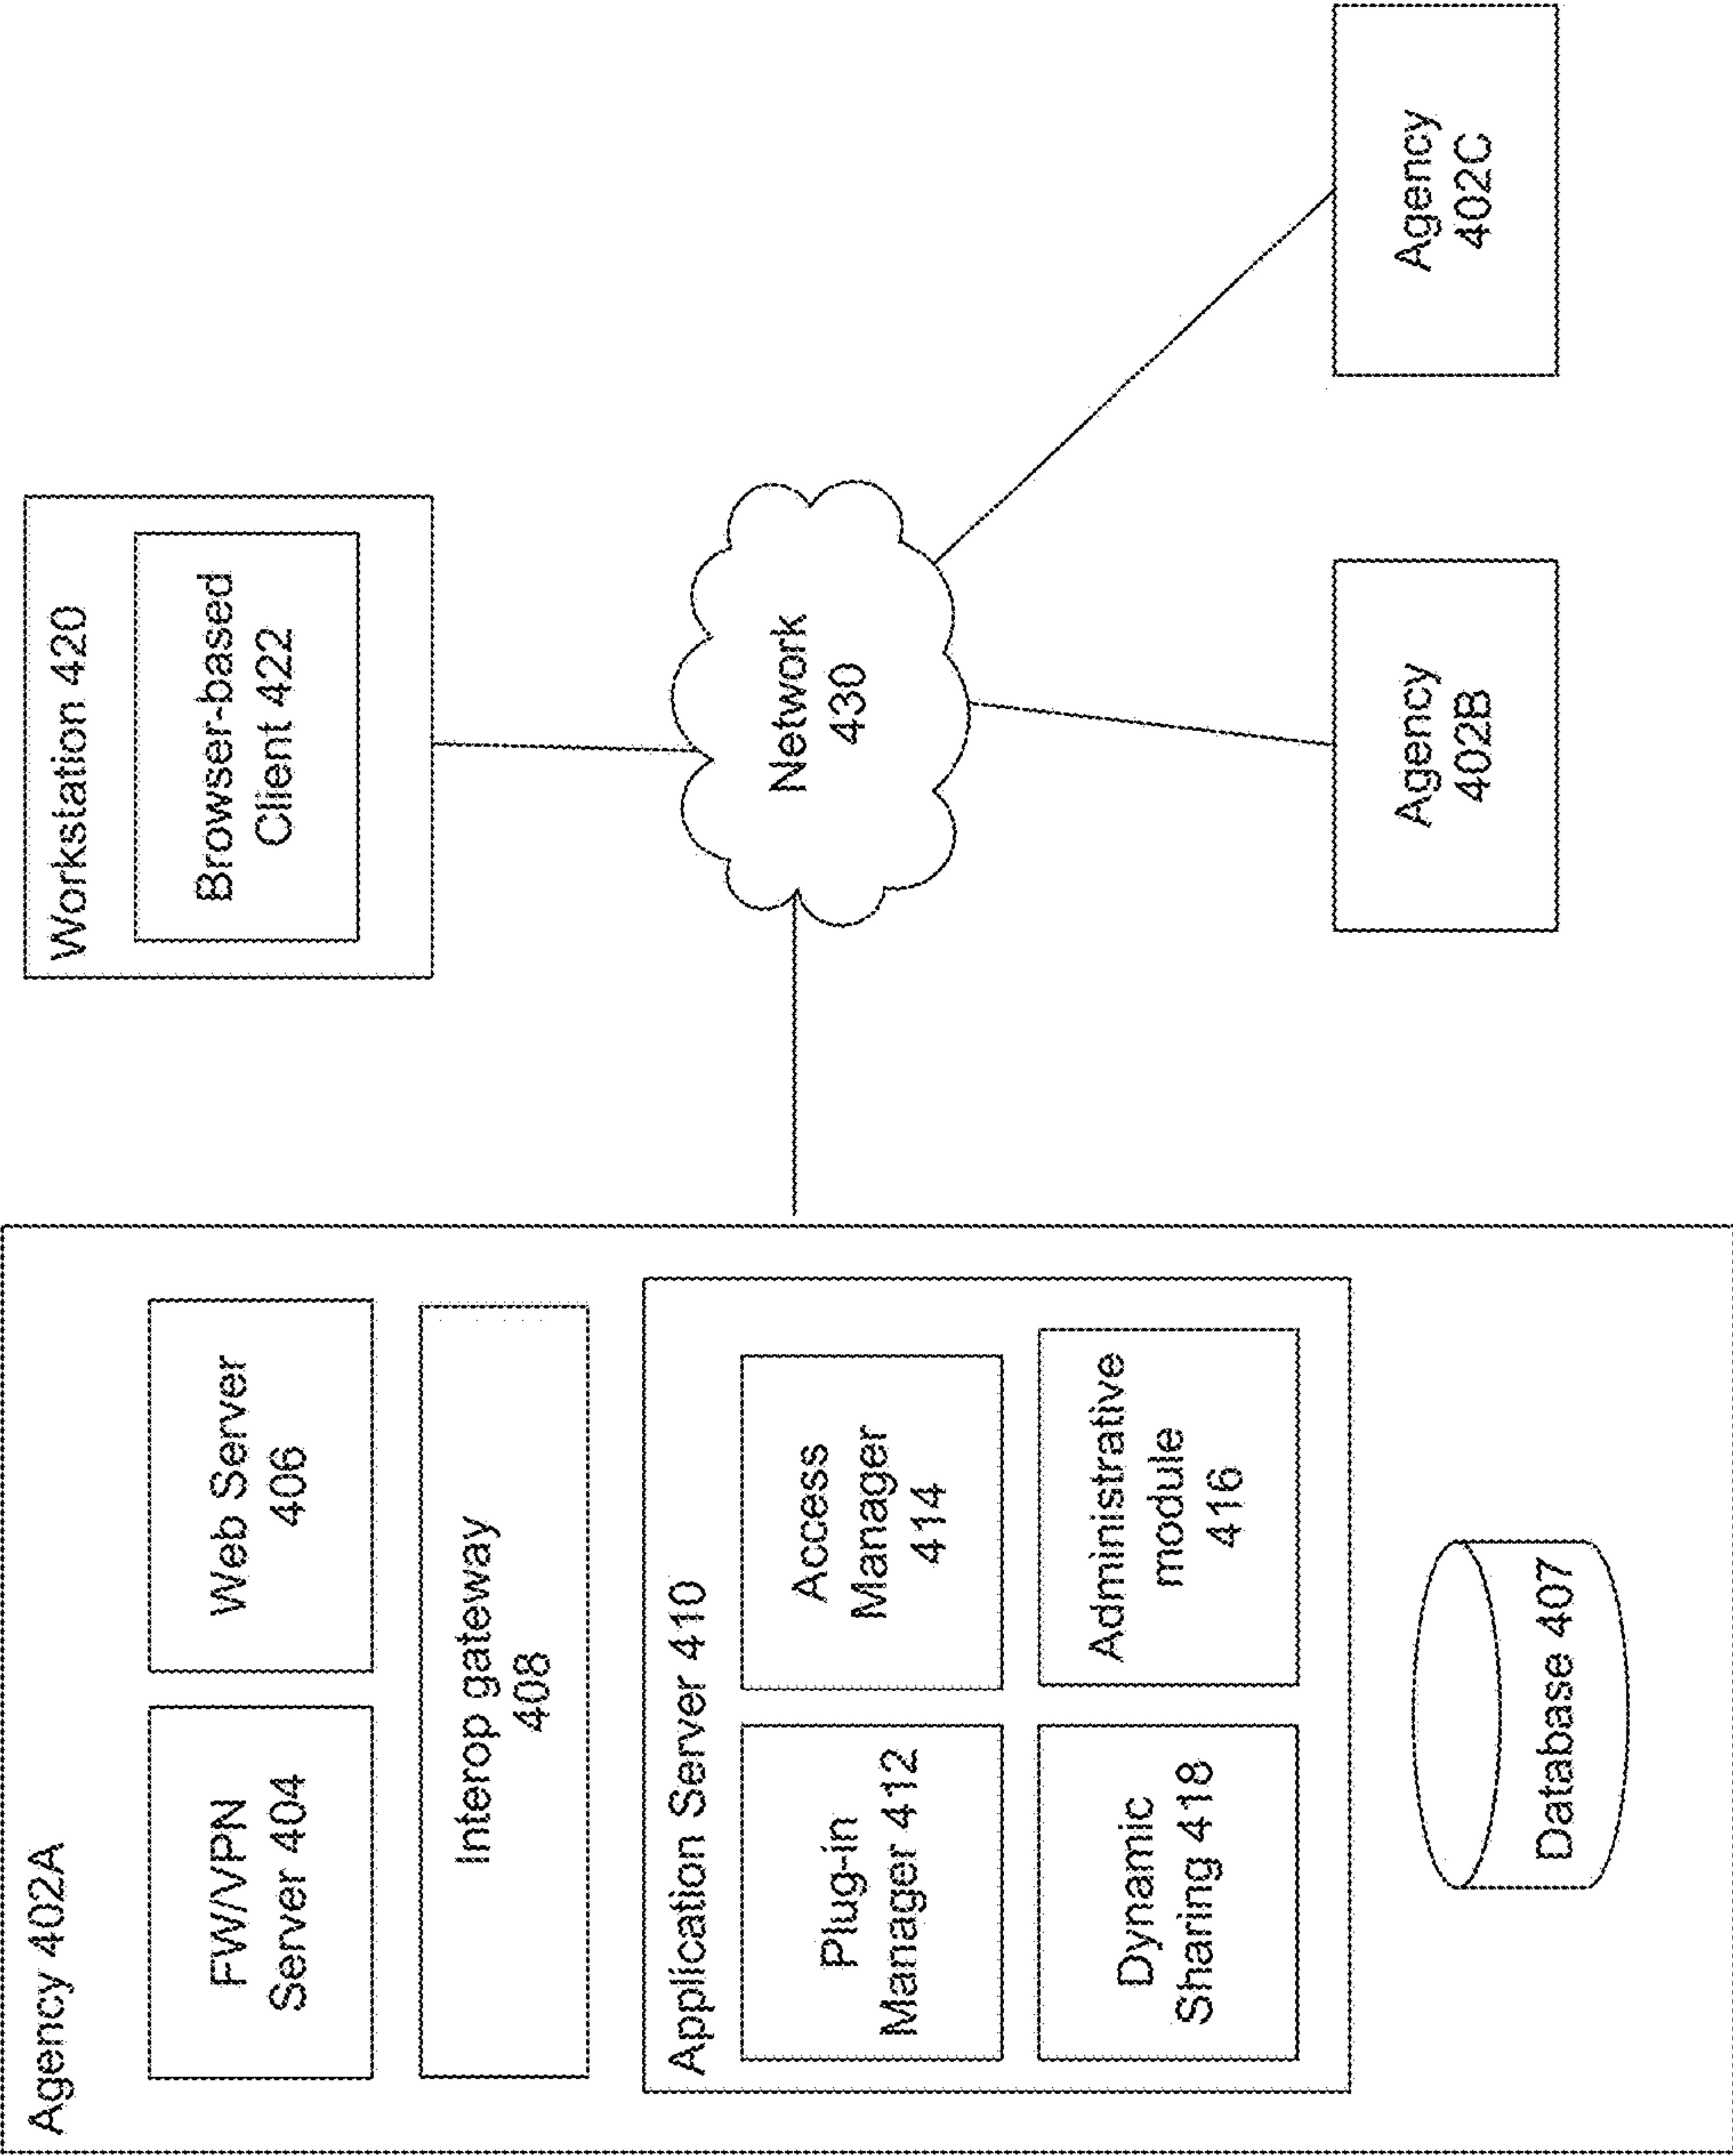 Agency 402A
FW/VPN
Server 404
Web Server
406
Interop gateway
408
Application Server 410
Plug-in
Manager 412
Access
Manager
414
Dynamic
Sharing 418
Administrative
module
416
Database 407
Workstation 420
Browser-based
Client 422
Network
430
Agency
402B
Agency
402C